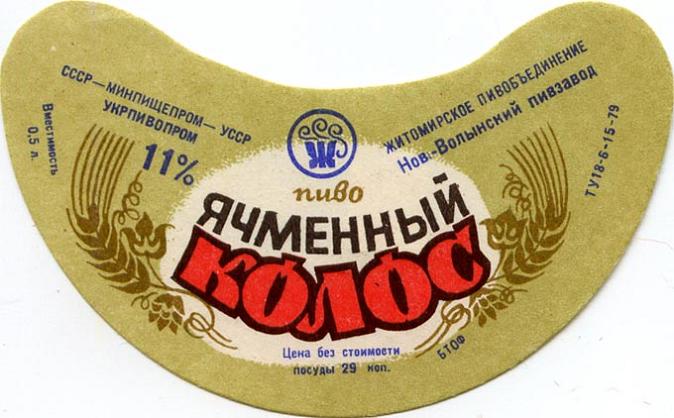 СССР—МИНПИЩЕПРОМ—УССР
УКРПИВОПРОМ
11%
Вместимость
0,5 л.
Ж
ЖИТОМИРСКОЕ ПИВОБЪЕДИНЕНИЕ
Нов.-Волынский пивзавод
ТУ18-6-15-79
пиво
ЯЧМЕННЫЙ
КОЛОС
Цена без стоимости
посуды 29 коп.
БТОФ